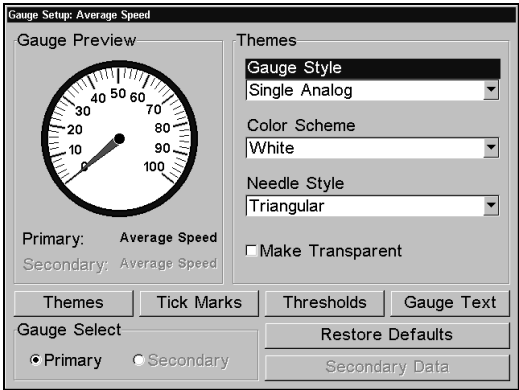 Gauge Setup: Average Speed
Gauge Preview
0 10 20 30 40 50 60 70 80 90 100
Primary: Average Speed
Secondary: Average Speed
Themes
Gauge Style
Single Analog
Color Scheme
White
Needle Style
Triangular
Make Transparent
Themes Tick Marks Thresholds Gauge Text
Gauge Select
Primary Secondary
Restore Defaults
Secondary Data